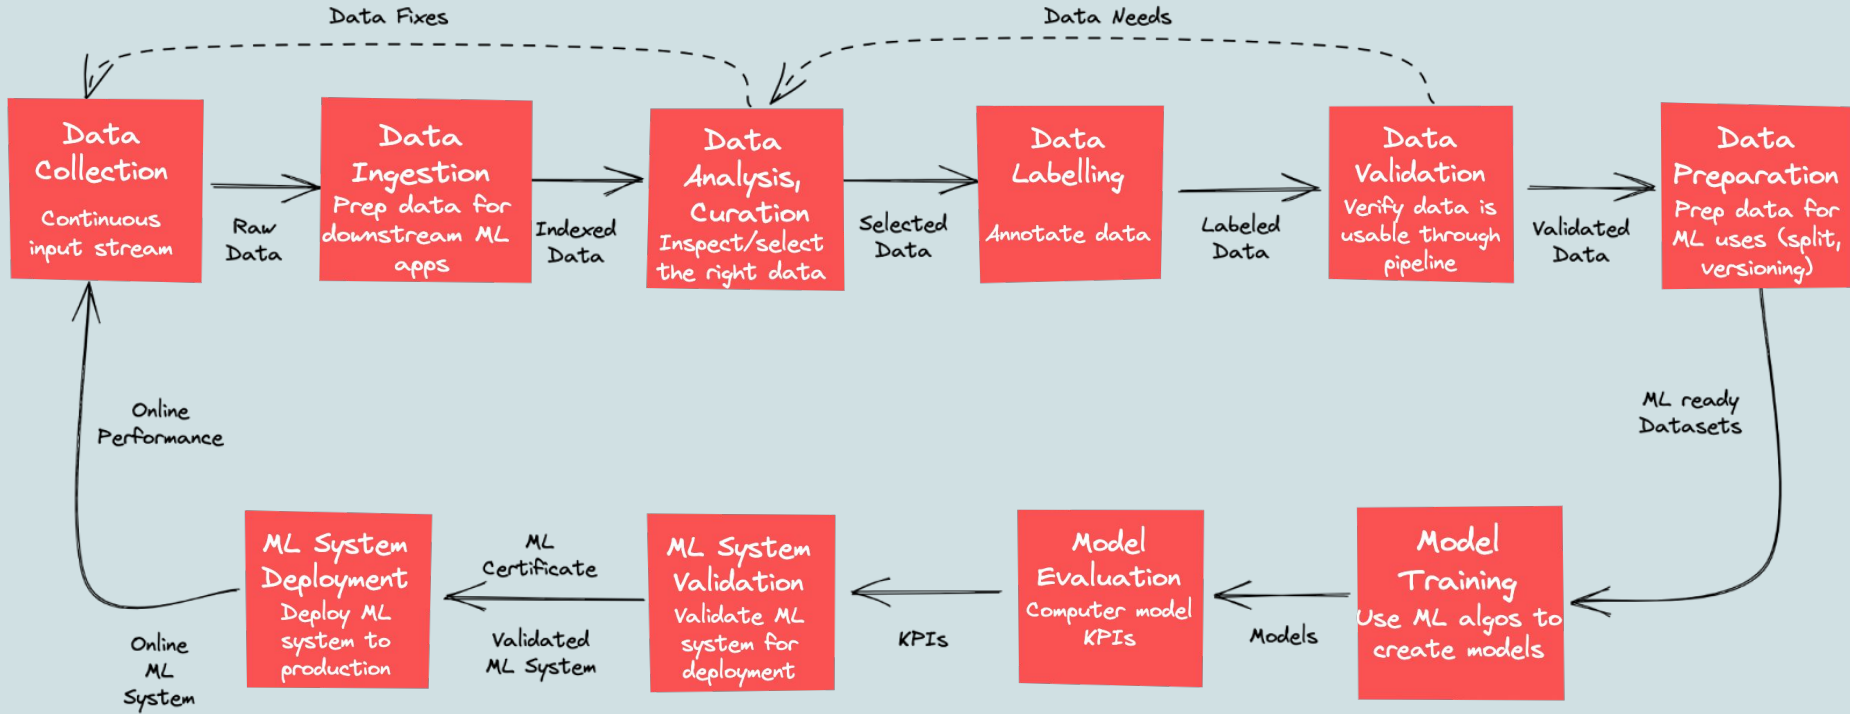 Data Fixes
Data Needs
Data
Collection
Continuous
input stream
Raw
Data
Data
Ingestion
Prep data for
downstream ML
apps
Indexed
Data
Data
Analysis,
Curation
Inspect/select
the right data
Selected
Data
Data
Labelling
Annotate data
Labeled
Data
Data
Validation
Verify data is
usable through
pipeline
Validated
Data
Data
Preparation
Prep data for
ML uses (split,
versioning)
ML ready
Datasets
Model
Training
Use ML algos to
create models
Models
Model
Evaluation
Computer model
KPIs
KPIs
ML System
Validation
Validate ML
system for
deployment
ML
Certificate
Validated
ML System
ML System
Deployment
Deploy ML
system to
production
Online
ML
System
Online
Performance